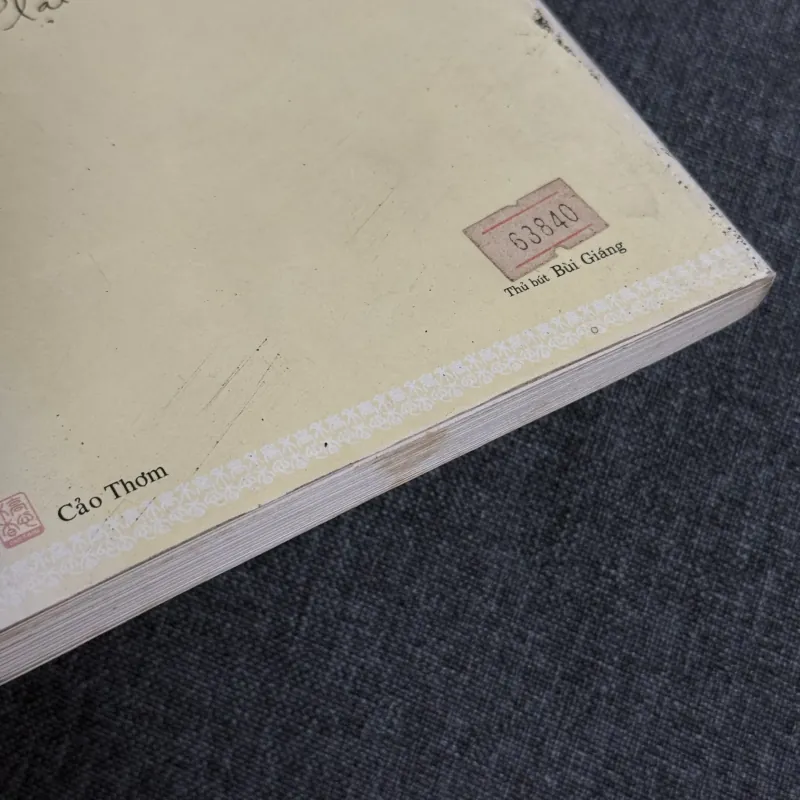 63840
Thủ bút Bùi Giáng
Cảo Thơm